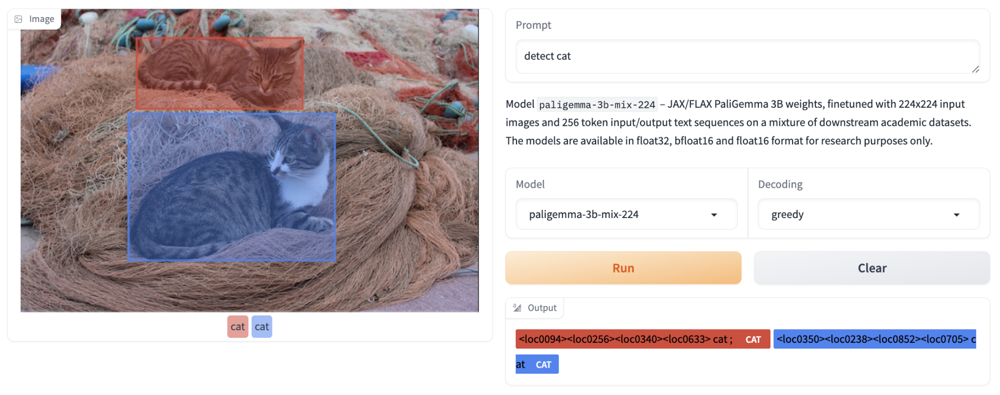 Image
cat cat
Prompt
detect cat
Model paligemma-3b-mix-224 – JAX/FLAX PaliGemma 3B weights, finetuned with 224x224 input
images and 256 token input/output text sequences on a mixture of downstream academic datasets.
The models are available in float32, bfloat16 and float16 format for research purposes only.
Model
paligemma-3b-mix-224
Decoding
greedy
Run
Clear
Output
<loc0094><loc0256><loc0340><loc0633> cat ; CAT <loc0350><loc0238><loc0852><loc0705> c
at CAT